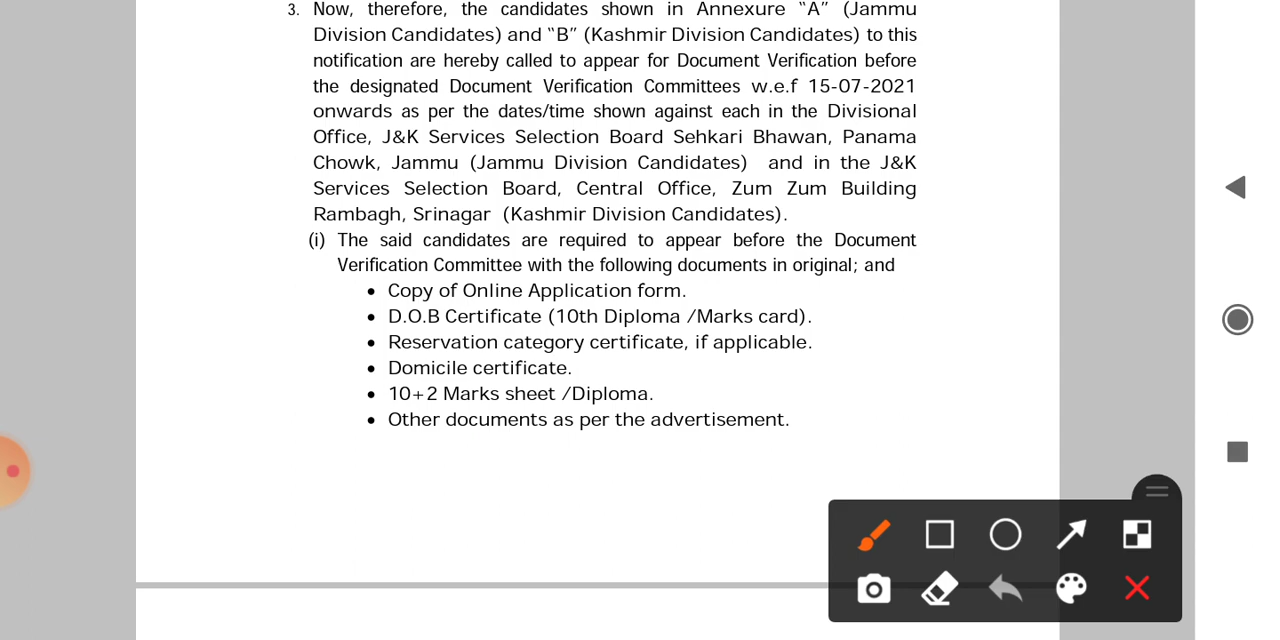 3. Now, therefore, the candidates shown in Annexure “A” (Jammu
Division Candidates) and “B” (Kashmir Division Candidates) to this
notification are hereby called to appear for Document Verification before
the designated Document Verification Committees w.e.f 15-07-2021
onwards as per the dates/time shown against each in the Divisional
Office, J&K Services Selection Board Sehkari Bhawan, Panama
Chowk, Jammu (Jammu Division Candidates) and in the J&K
Services Selection Board, Central Office, Zum Zum Building
Rambagh, Srinagar (Kashmir Division Candidates).
(i) The said candidates are required to appear before the Document
Verification Committee with the following documents in original; and
• Copy of Online Application form.
• D.O.B Certificate (10th Diploma /Marks card).
• Reservation category certificate, if applicable.
• Domicile certificate.
• 10+2 Marks sheet /Diploma.
• Other documents as per the advertisement.